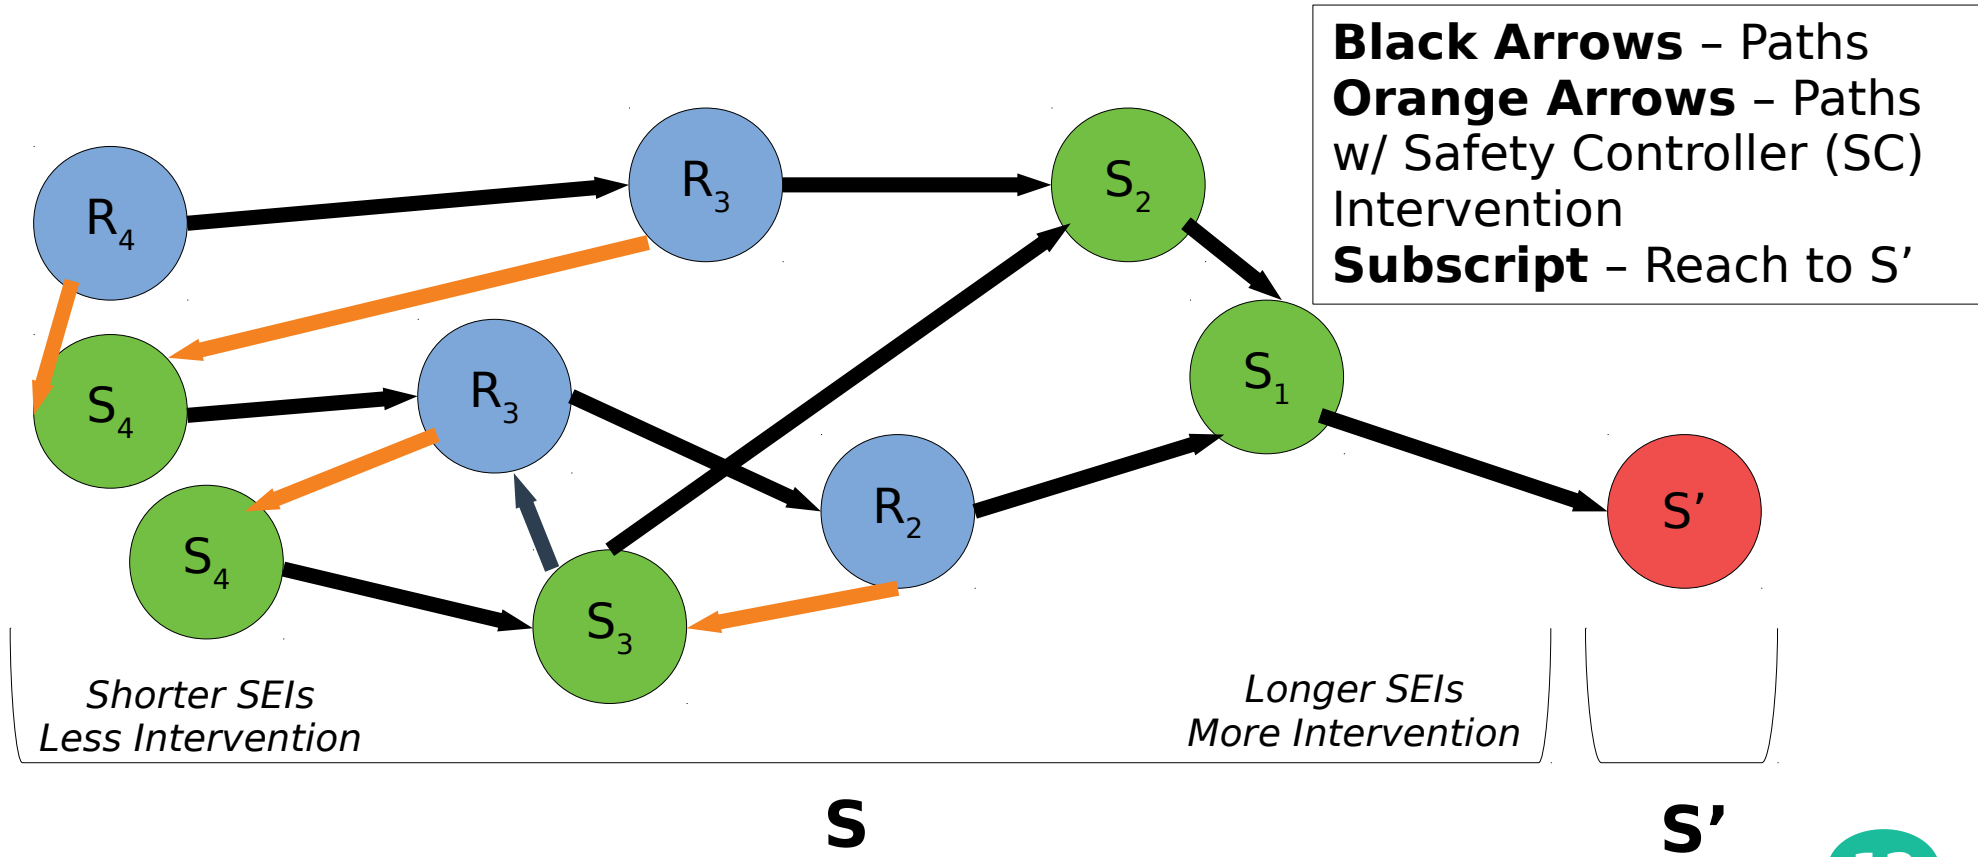 Black Arrows – Paths
Orange Arrows – Paths
w/ Safety Controller (SC)
Intervention
Subscript – Reach to S’
R4
R3
S2
S4
R3
S1
R2
S’
S4
S3
Shorter SEIs
Less Intervention
Longer SEIs
More Intervention
S
S’